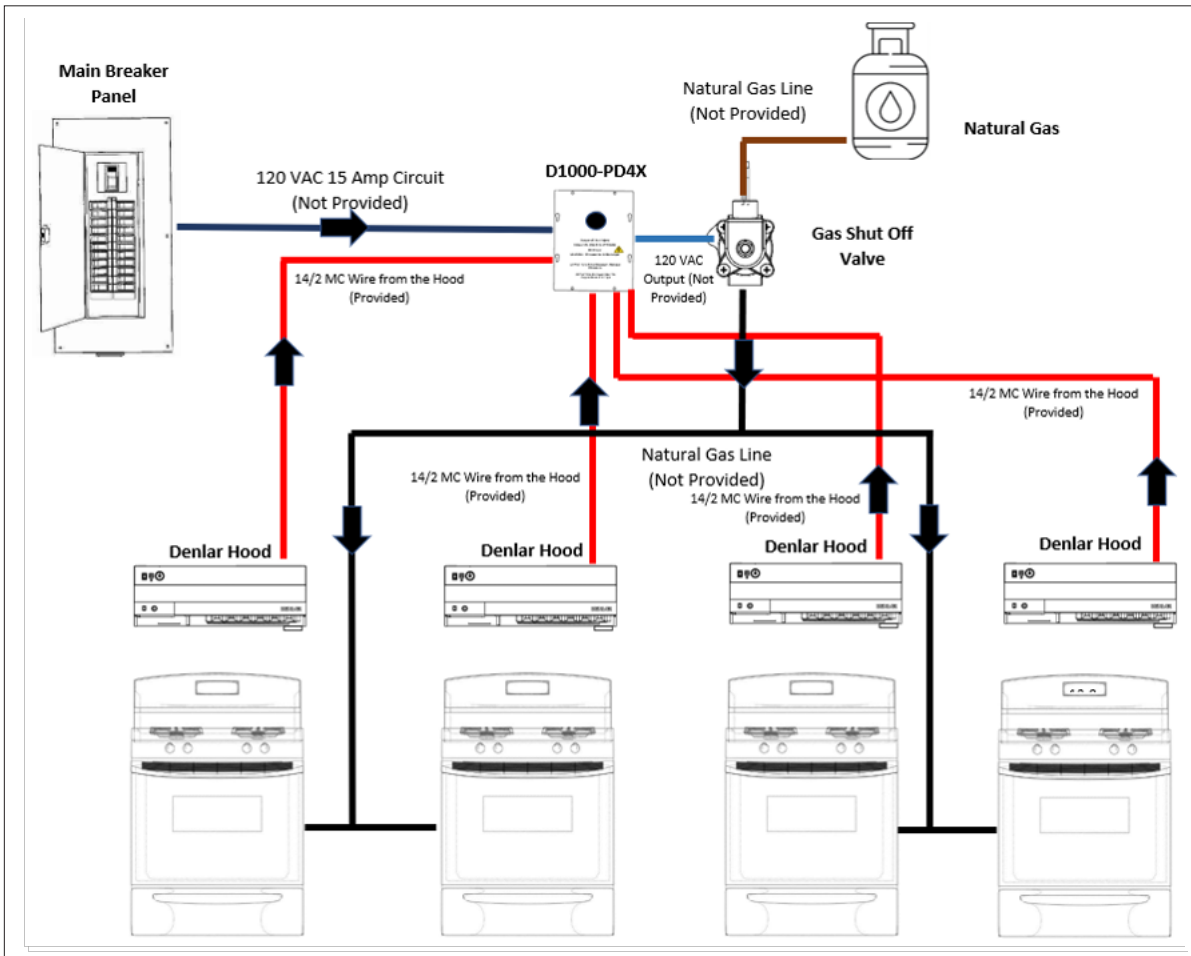 Main Breaker
Panel
120 VAC 15 Amp Circuit
(Not Provided)
D1000-PD4X
Natural Gas Line
(Not Provided)
Natural Gas
Gas Shut Off
Valve
120 VAC
Output (Not
Provided)
14/2 MC Wire from the Hood
(Provided)
14/2 MC Wire from the Hood
(Provided)
Natural Gas Line
(Not Provided)
14/2 MC Wire from the Hood
(Provided)
14/2 MC Wire from the Hood
(Provided)
Denlar Hood
Denlar Hood
Denlar Hood
Denlar Hood